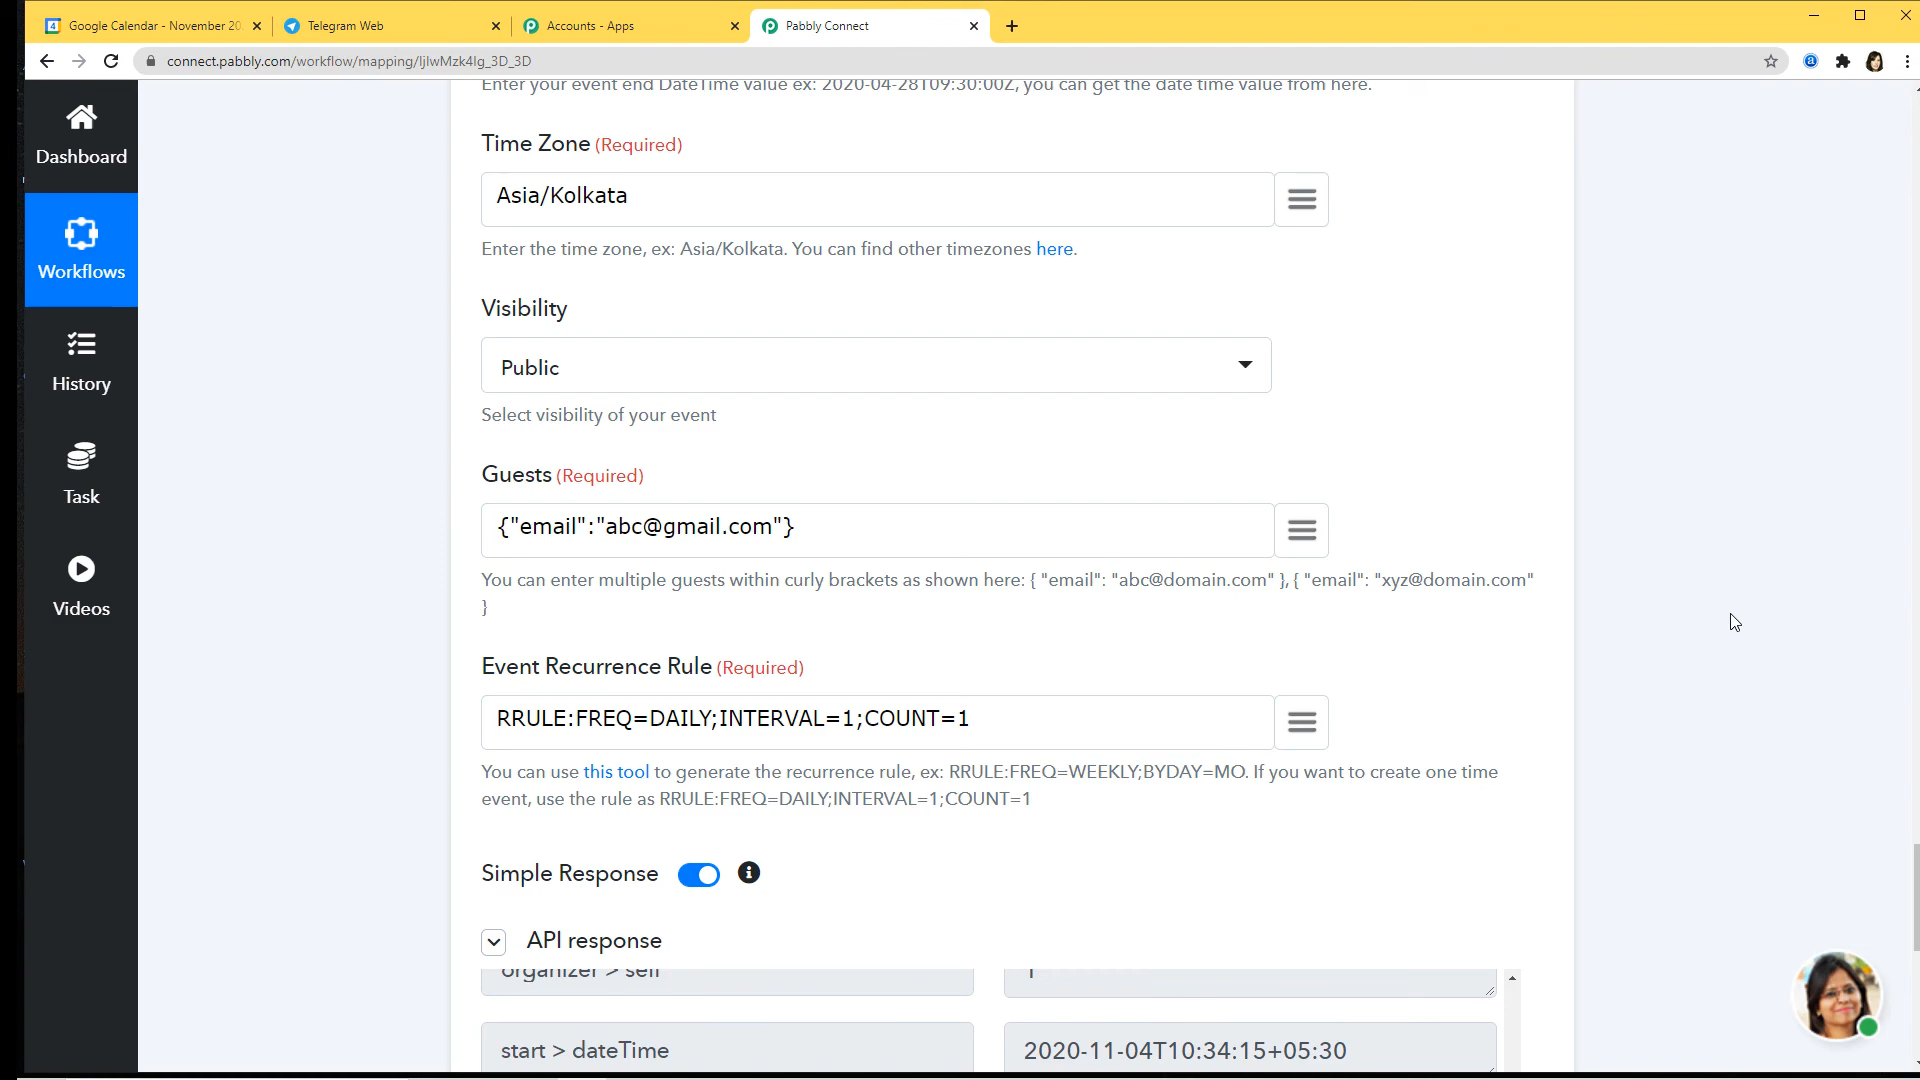 Google Calendar - November 20
Telegram Web
Accounts - Apps
Pabbly Connect
connect.pabbly.com/workflow/mapping/IjIwMzk4Ig_3D_3D
Enter your event end DateTime value ex: 2020-04-28T09:30:00Z, you can get the date time value from here.
Dashboard
Workflows
History
Task
Videos
Time Zone (Required)
Asia/Kolkata
Enter the time zone, ex: Asia/Kolkata. You can find other timezones here.
Visibility
Public
Select visibility of your event
Guests (Required)
{"email":"abc@gmail.com"}
You can enter multiple guests within curly brackets as shown here: { "email": "abc@domain.com" }, { "email": "xyz@domain.com"
}
Event Recurrence Rule (Required)
RRULE:FREQ=DAILY;INTERVAL=1;COUNT=1
You can use this tool to generate the recurrence rule, ex: RRULE:FREQ=WEEKLY;BYDAY=MO. If you want to create one time
event, use the rule as RRULE:FREQ=DAILY;INTERVAL=1;COUNT=1
Simple Response
API response
organizer > self
1
start > dateTime
2020-11-04T10:34:15+05:30